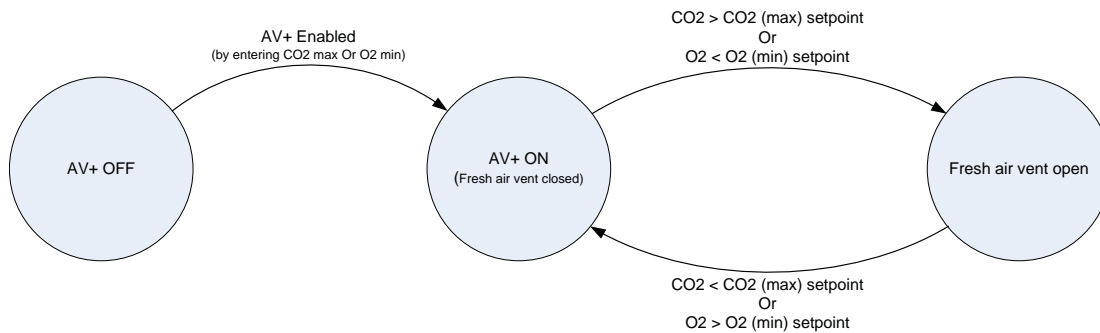 AV+ OFF
AV+ Enabled
(by entering CO2 max Or O2 min)
AV+ ON
(Fresh air vent closed)
CO2 > CO2 (max) setpoint
Or
O2 < O2 (min) setpoint
Fresh air vent open
CO2 < CO2 (max) setpoint
Or
O2 > O2 (min) setpoint